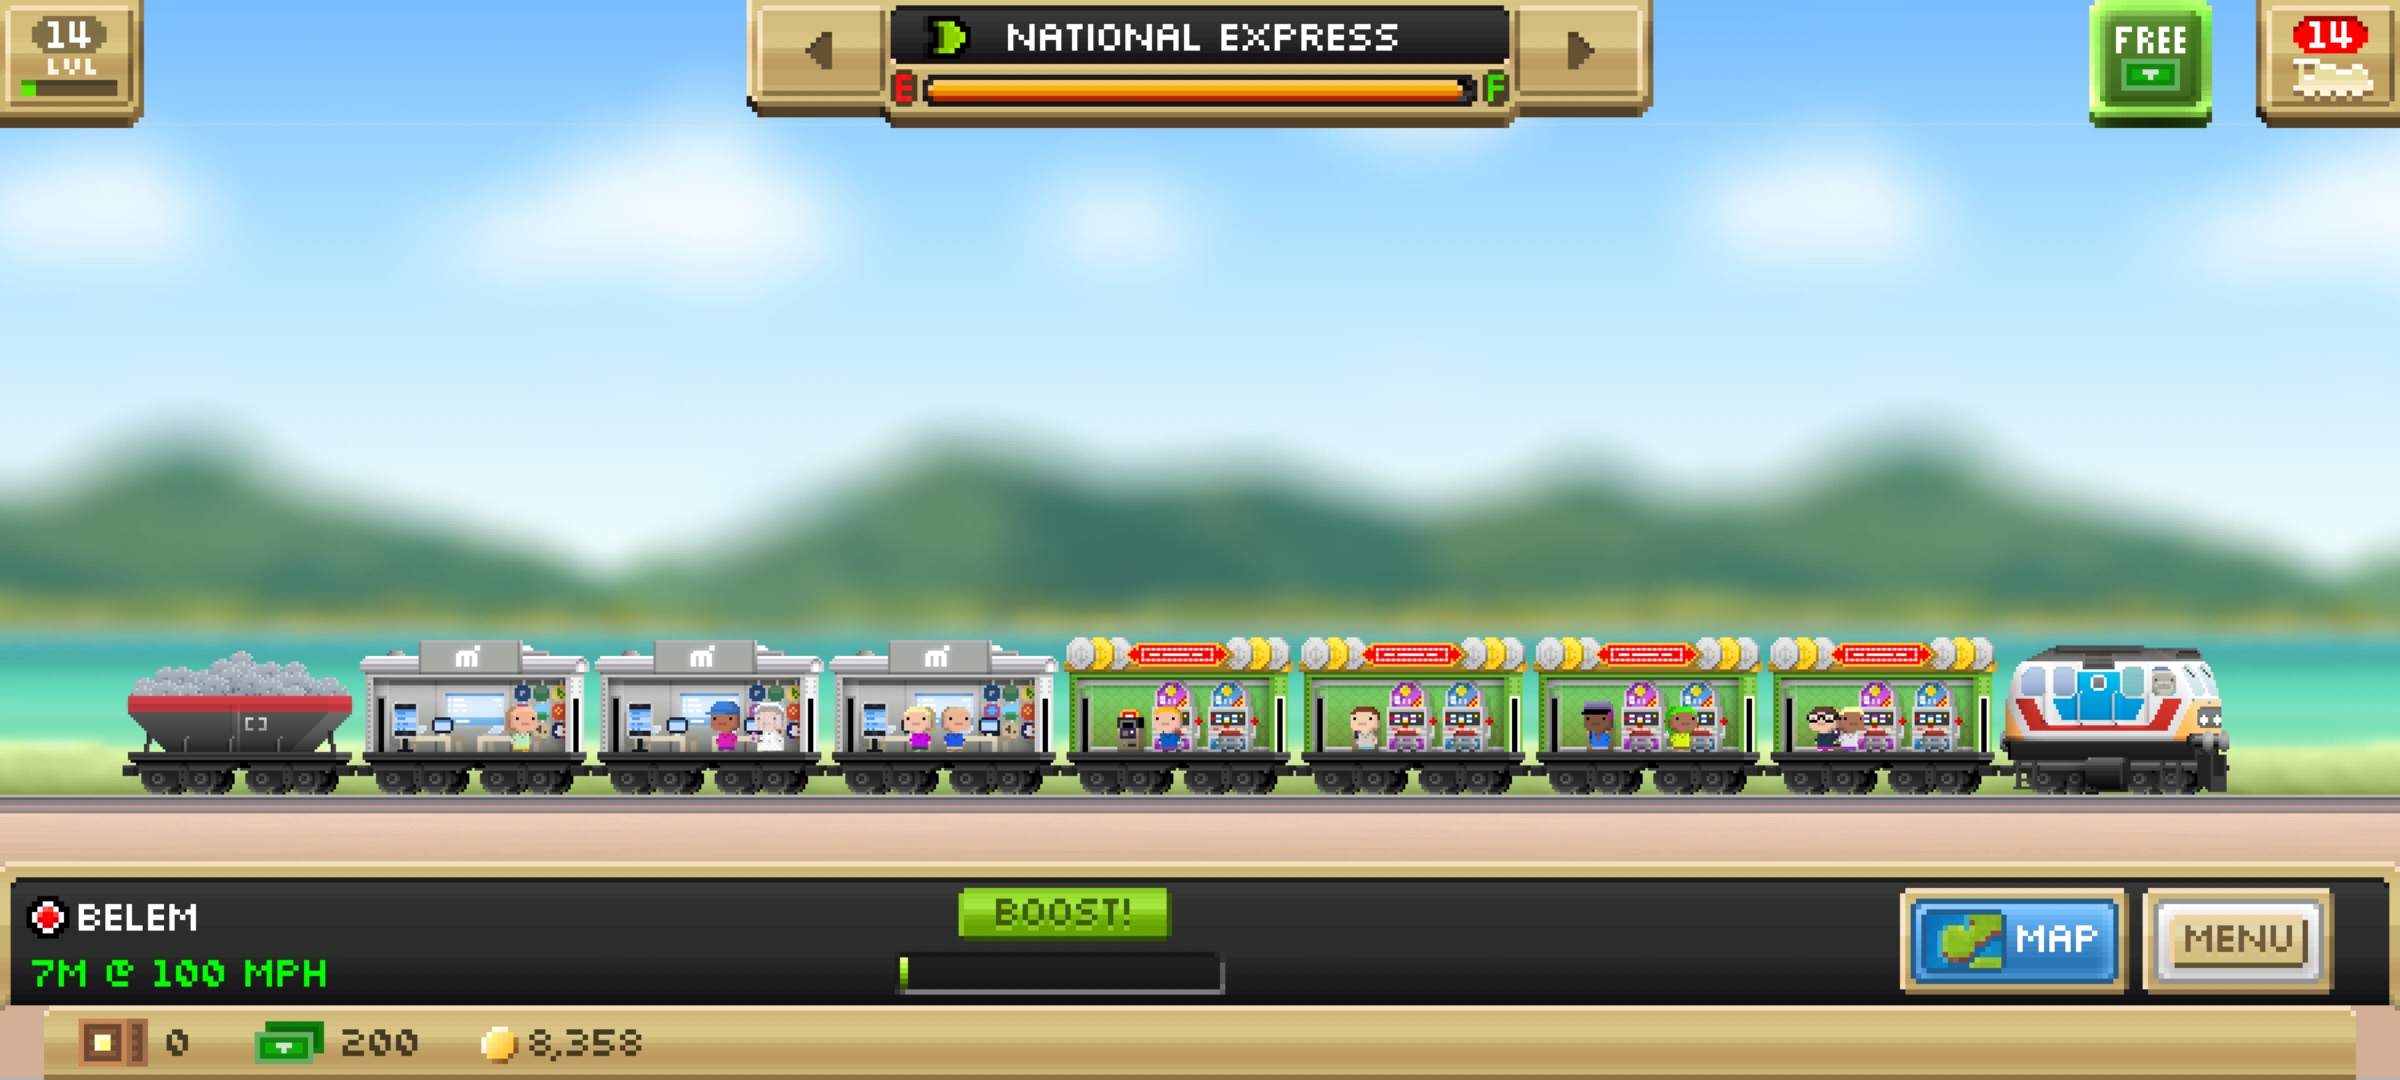 14
LVL
NATIONAL EXPRESS
E F
FREE
14
m
m
m
BELEM
7M @ 100 MPH
BOOST!
MAP
MENU
0
200
8,358